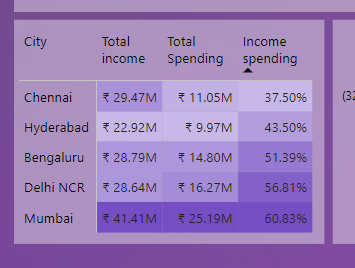 City Total income Total Spending Income spending
Chennai ₹ 29.47M ₹ 11.05M 37.50%
Hyderabad ₹ 22.92M ₹ 9.97M 43.50%
Bengaluru ₹ 28.79M ₹ 14.80M 51.39%
Delhi NCR ₹ 28.64M ₹ 16.27M 56.81%
Mumbai ₹ 41.41M ₹ 25.19M 60.83%